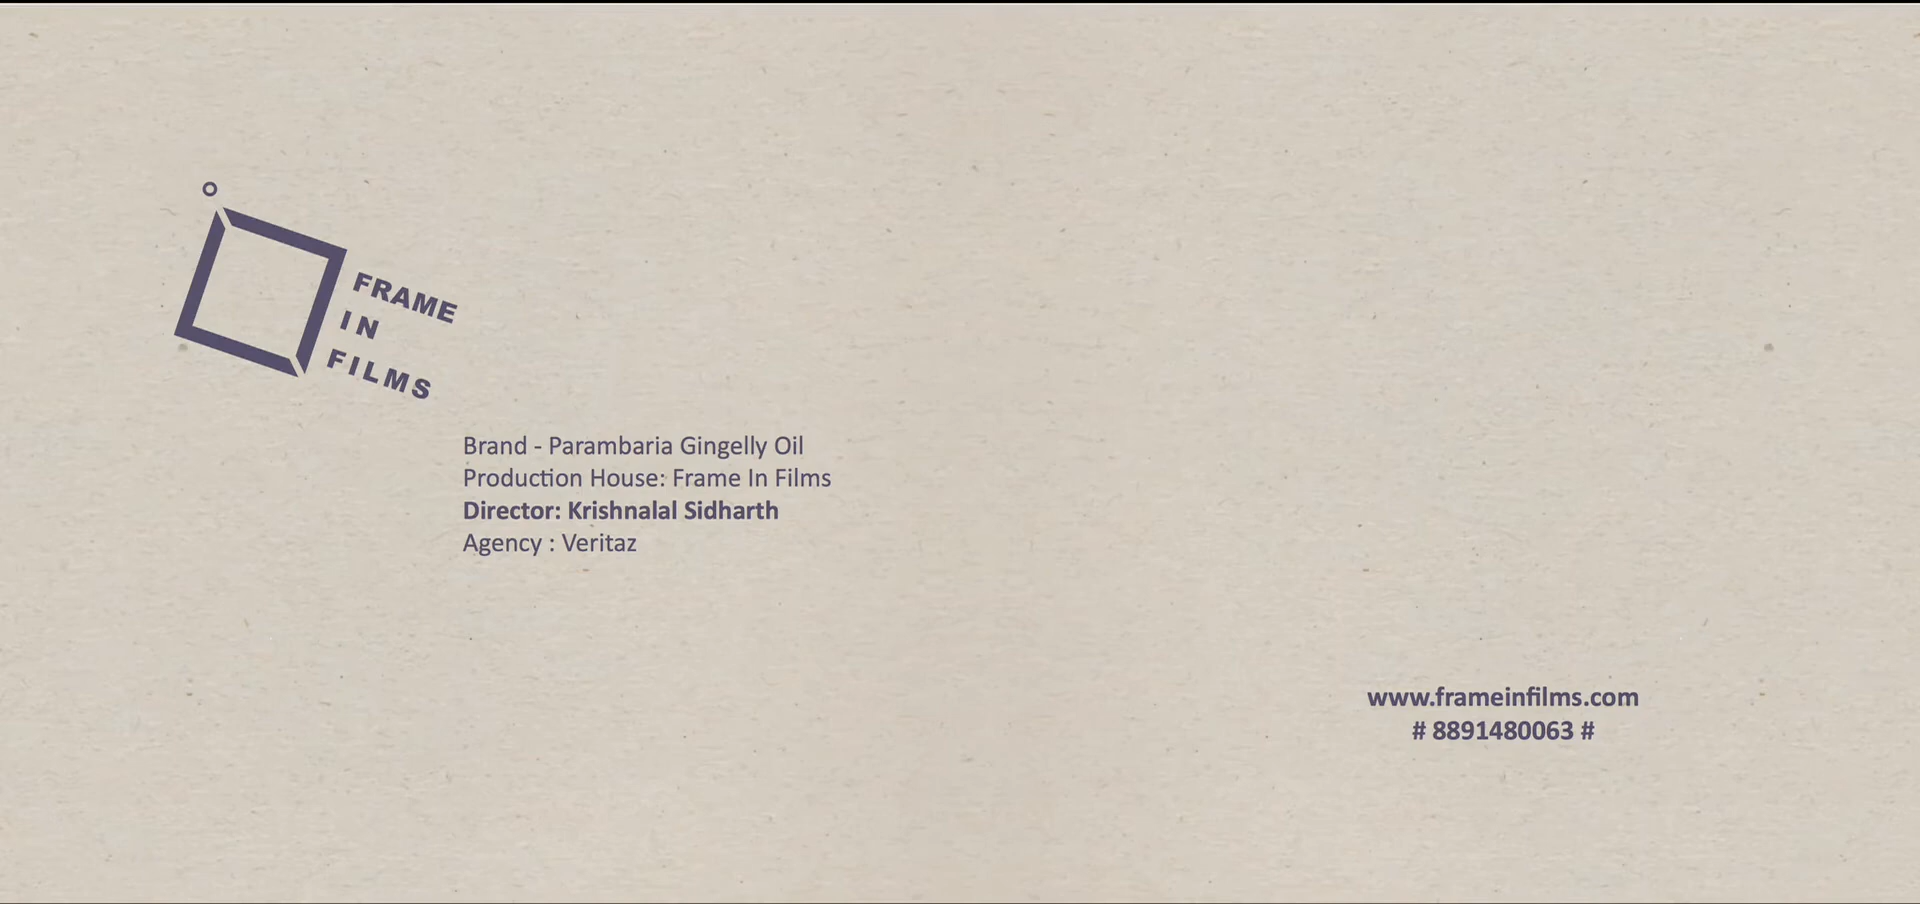 FRAME
IN
FILMS
Brand - Parambaria Gingelly Oil
Production House: Frame In Films
Director: Krishnalal Sidharth
Agency : Veritaz
www.frameinfilms.com
# 8891480063 #